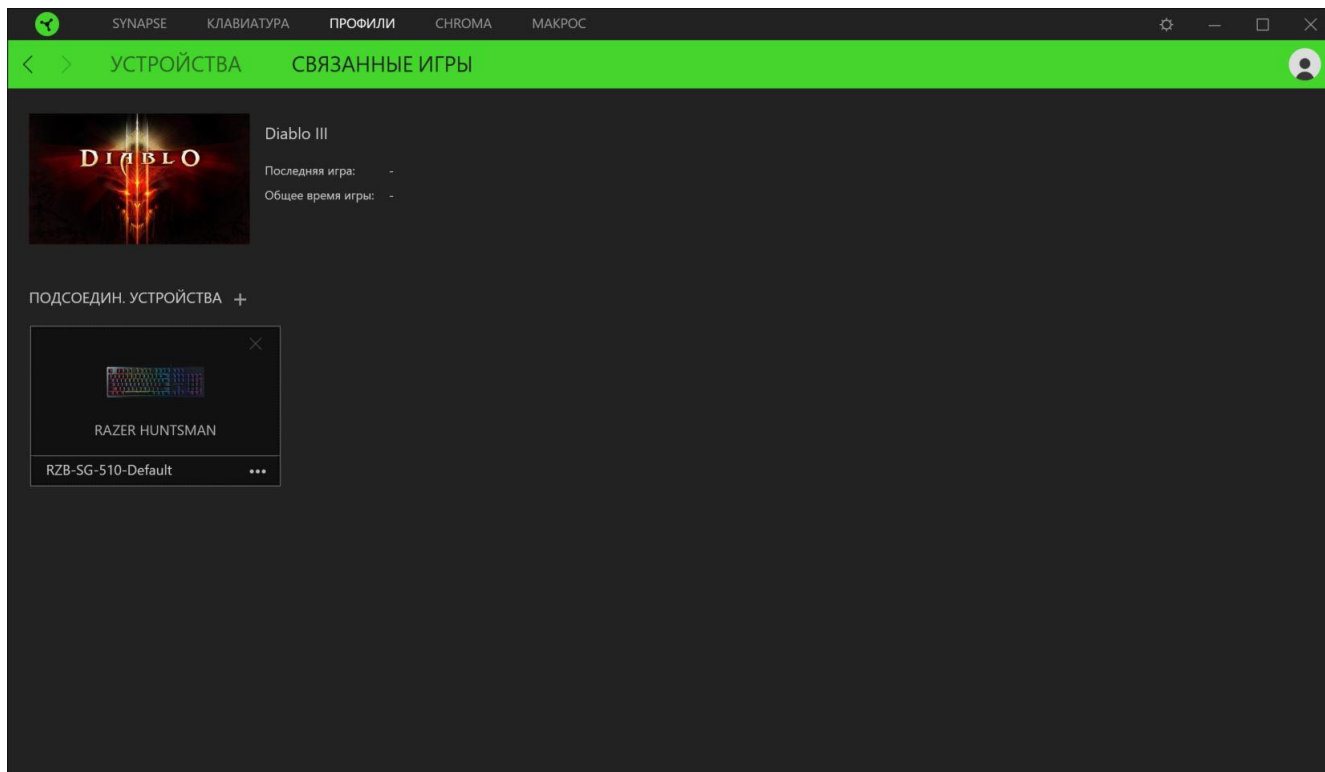 SYNAPSE КЛАВИАТУРА ПРОФИЛИ CHROMA МАКРОС
УСТРОЙСТВА СВЯЗАННЫЕ ИГРЫ
DIABLO
Diablo III
Последняя игра: -
Общее время игры: -
ПОДСОЕДИН. УСТРОЙСТВА +
RAZER HUNTSMAN
RZB-SG-510-Default •••